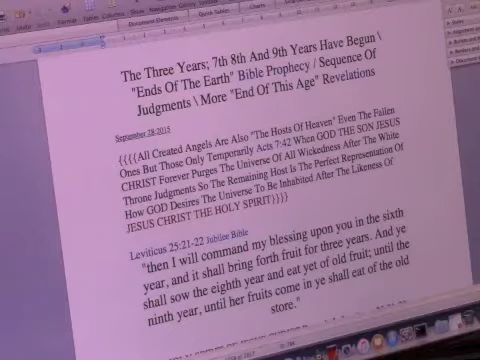 Document Elements
Quick Tables
Charts
The Three Years; 7th 8th And 9th Years Have Begun \
"Ends Of The Earth" Bible Prophecy / Sequence Of
Judgments \ More "End Of This Age" Revelations
September 28 2015
{{{{All Created Angels Are Also "The Hosts Of Heaven" Even The Fallen
Ones But Those Only Temporarily Acts 7:42 When GOD THE SON JESUS
CHRIST Forever Purges The Universe Of All Wickedness After The White
Throne Judgments So The Remaining Host Is The Perfect Representation Of
How GOD Desires The Universe To Be Inhabited After The Likeness Of
JESUS CHRIST THE HOLY SPIRIT}}}}
Leviticus 25:21-22 Jubilee Bible
"then I will command my blessing upon you in the sixth
year, and it shall bring forth fruit for three years. And ye
shall sow the eighth year and eat yet of old fruit; until the
ninth year, until her fruits come in ye shall eat of the old
store."